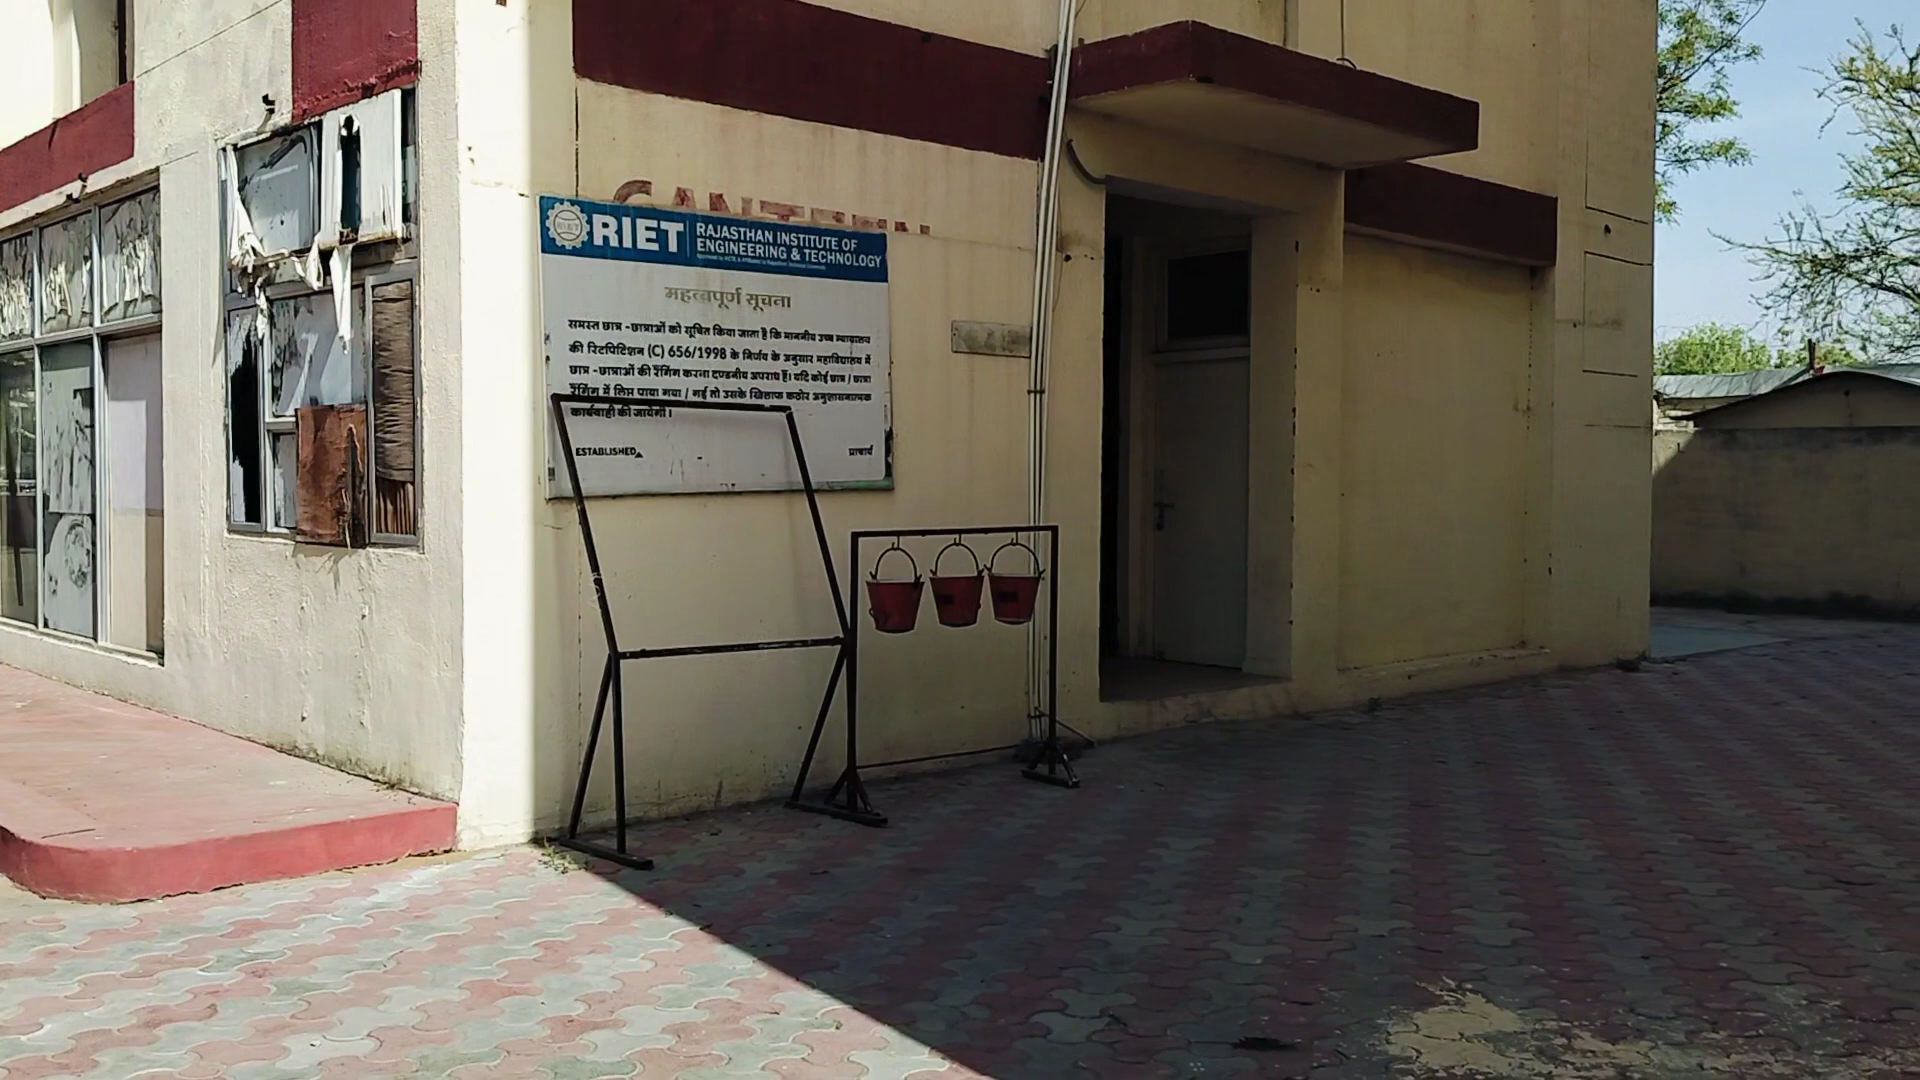 CANTEEN
RIET
RAJASTHAN INSTITUTE OF
ENGINEERING & TECHNOLOGY
महत्वपूर्ण सूचना
समस्त छात्र -छात्राओं को सूचित किया जाता है कि माननीय उच्च न्यायालय
की रिटपिटिशन (C) 656/1998 के निर्णय के अनुसार महाविद्यालय में
छात्र -छात्राओं की रैगिंग करना दण्डनीय अपराध हैं। यदि कोई छात्र / छात्रा
रैगिंग में लिप्त पाया गया / गई तो उसके खिलाफ कठोर अनुशासनात्मक
कार्यवाही की जायेगी ।
ESTABLISHED
प्राचार्य